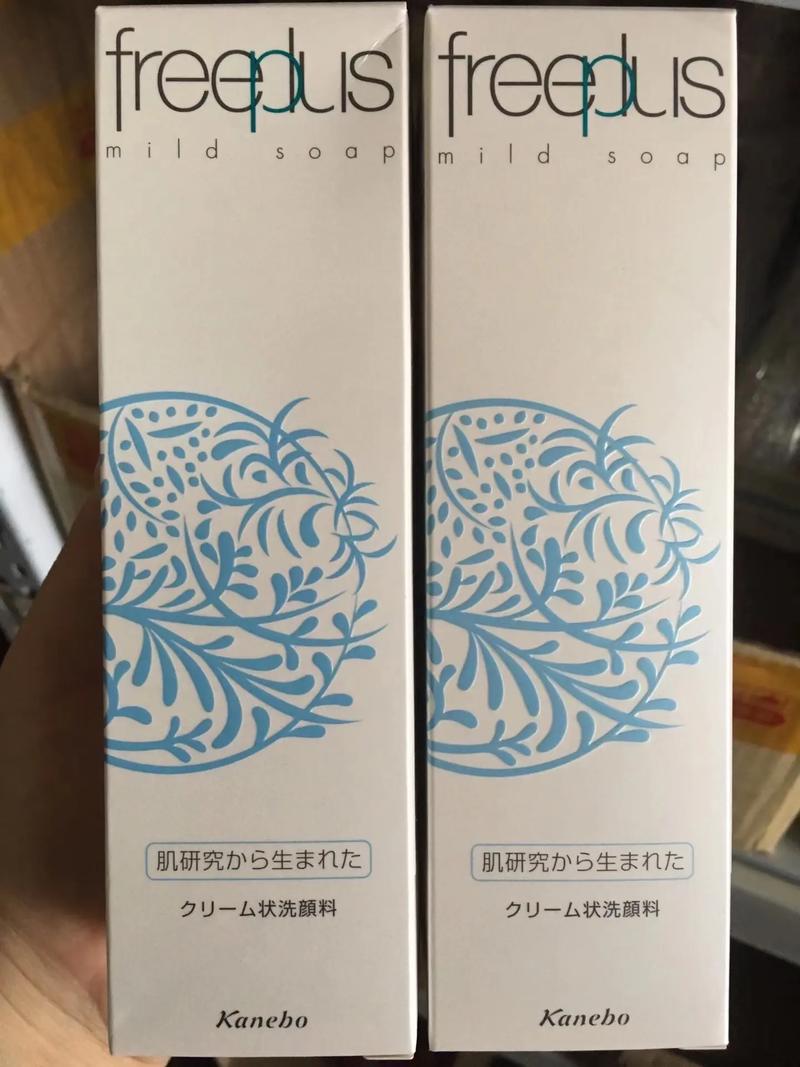 freeplus
mild soap
肌研究から生まれた
クリーム状洗顔料
Kanebo
freeplus
mild soap
肌研究から生まれた
クリーム状洗顔料
Kanebo